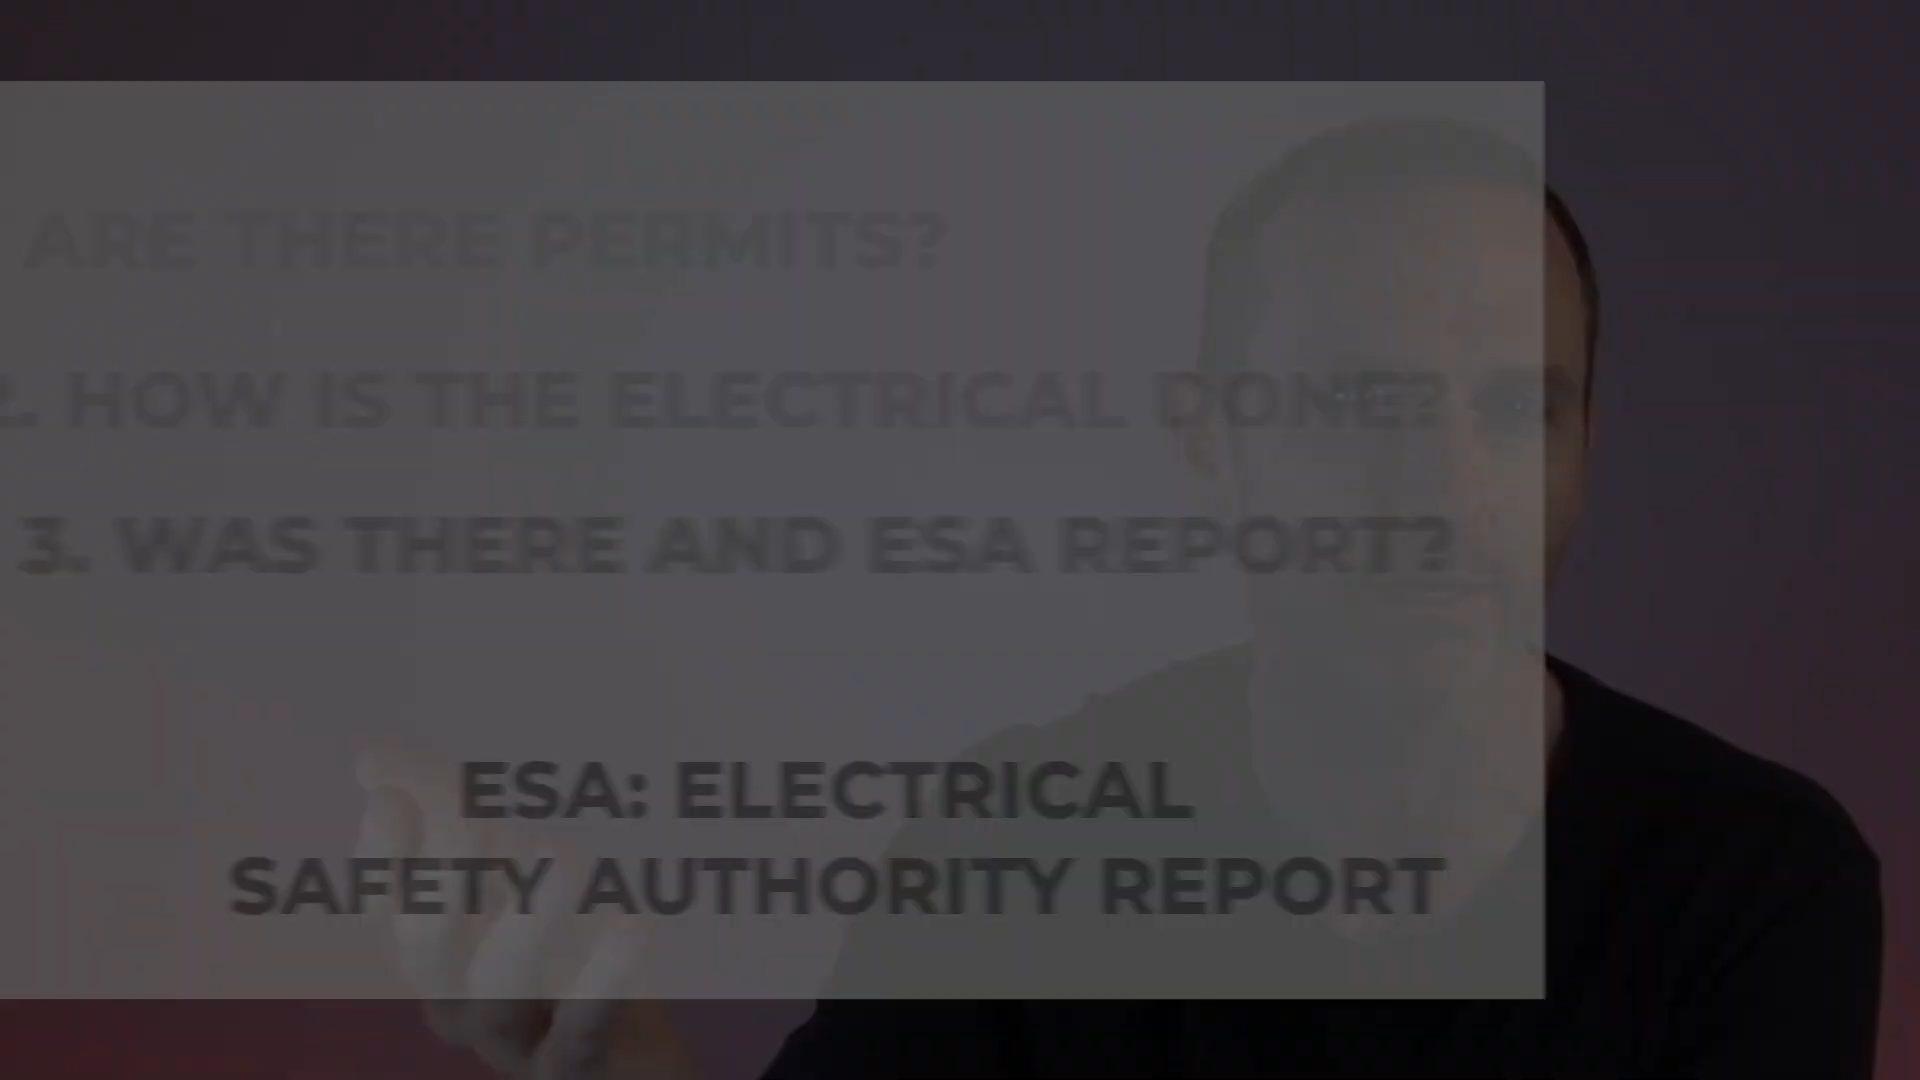 ARE THERE PERMITS?
2. HOW IS THE ELECTRICAL DONE?
3. WAS THERE AND ESA REPORT?
ESA: ELECTRICAL
SAFETY AUTHORITY REPORT